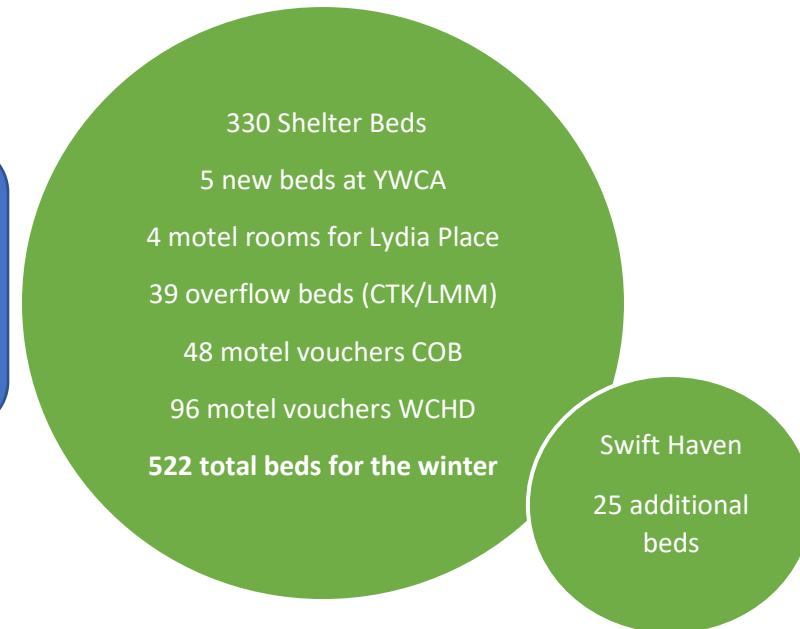 330 Shelter Beds
5 new beds at YWCA
4 motel rooms for Lydia Place
39 overflow beds (CTK/LMM)
48 motel vouchers COB
96 motel vouchers WCHD
522 total beds for the winter
Swift Haven
25 additional
beds